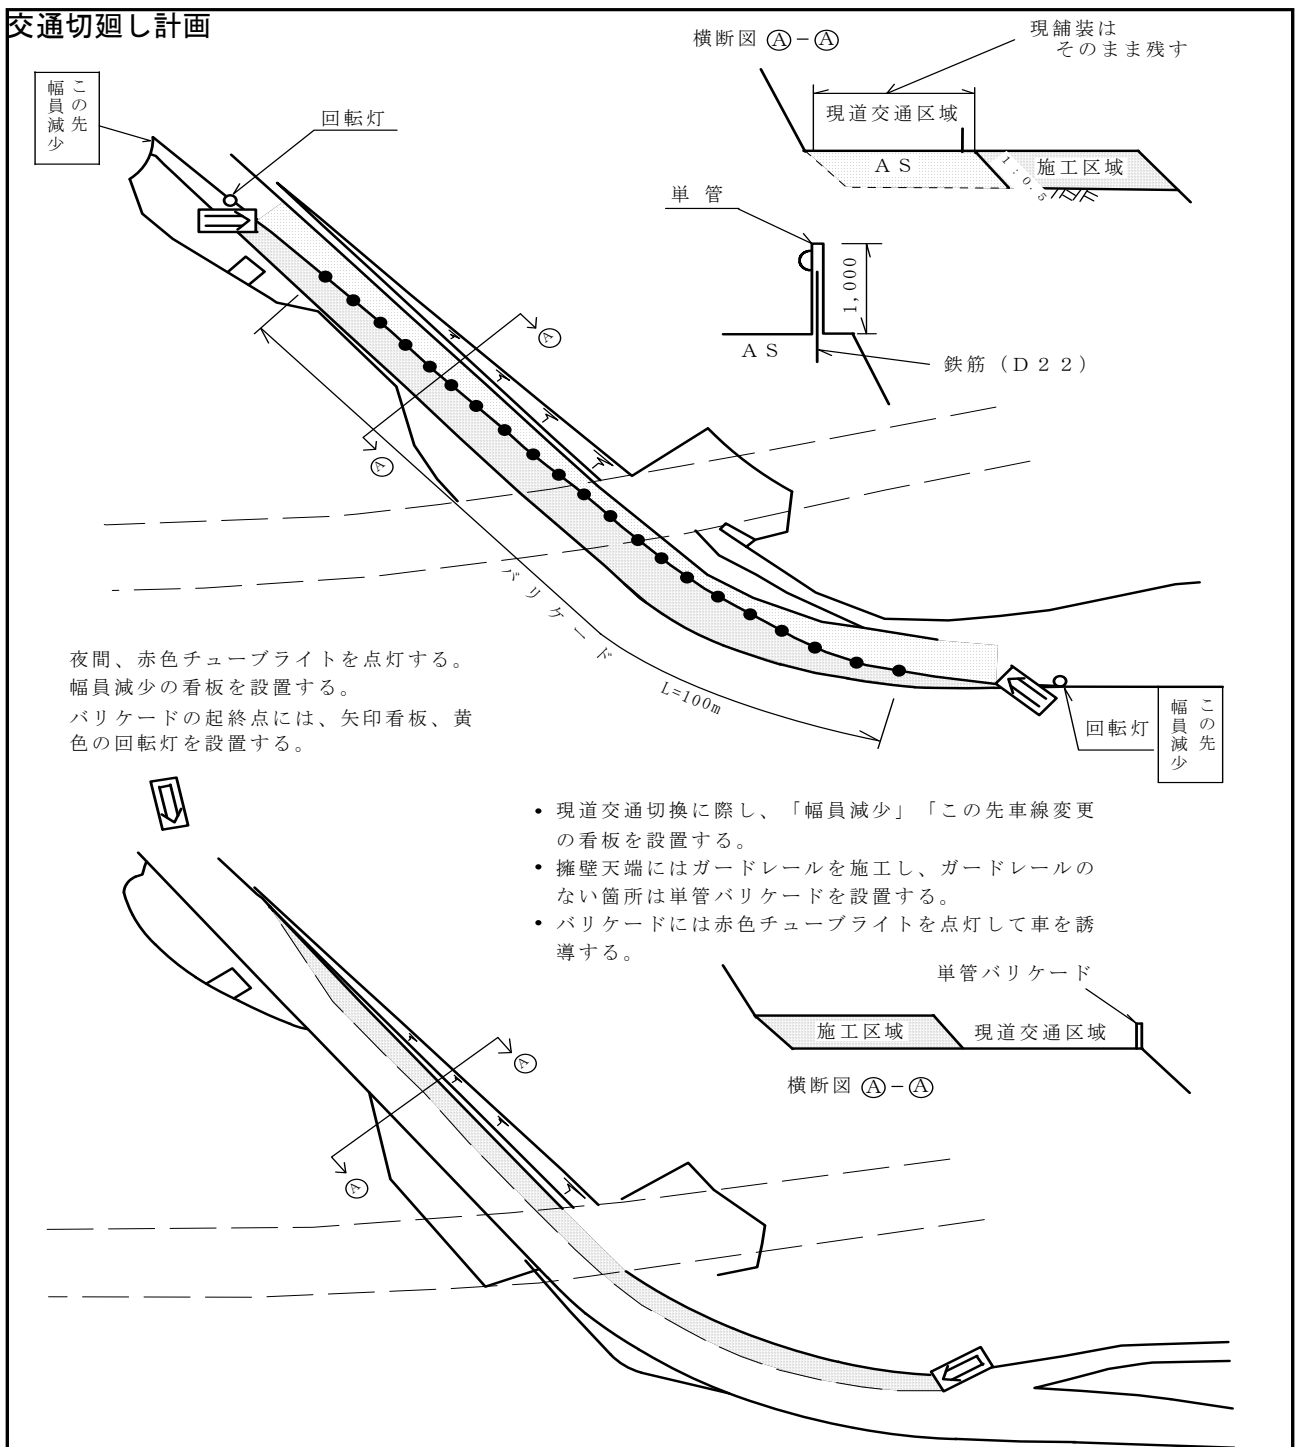 交通切廻し計画
横断図 Ⓐ－Ⓐ
現舗装は
そのまま残す
この先
幅員減少
回転灯
現道交通区域
AS
1：0.5
施工区域
単 管
1,000
AS
鉄筋（D22）
Ⓐ
Ⓐ
バリケード
L=100m
夜間、赤色チューブライトを点灯する。
幅員減少の看板を設置する。
バリケードの起終点には、矢印看板、黄
色の回転灯を設置する。
回転灯
この先
幅員減少
• 現道交通切換に際し、「幅員減少」「この先車線変更
の看板を設置する。
• 擁壁天端にはガードレールを施工し、ガードレールの
ない箇所は単管バリケードを設置する。
• バリケードには赤色チューブライトを点灯して車を誘
導する。
単管バリケード
施工区域
現道交通区域
横断図 Ⓐ－Ⓐ
Ⓐ
Ⓐ